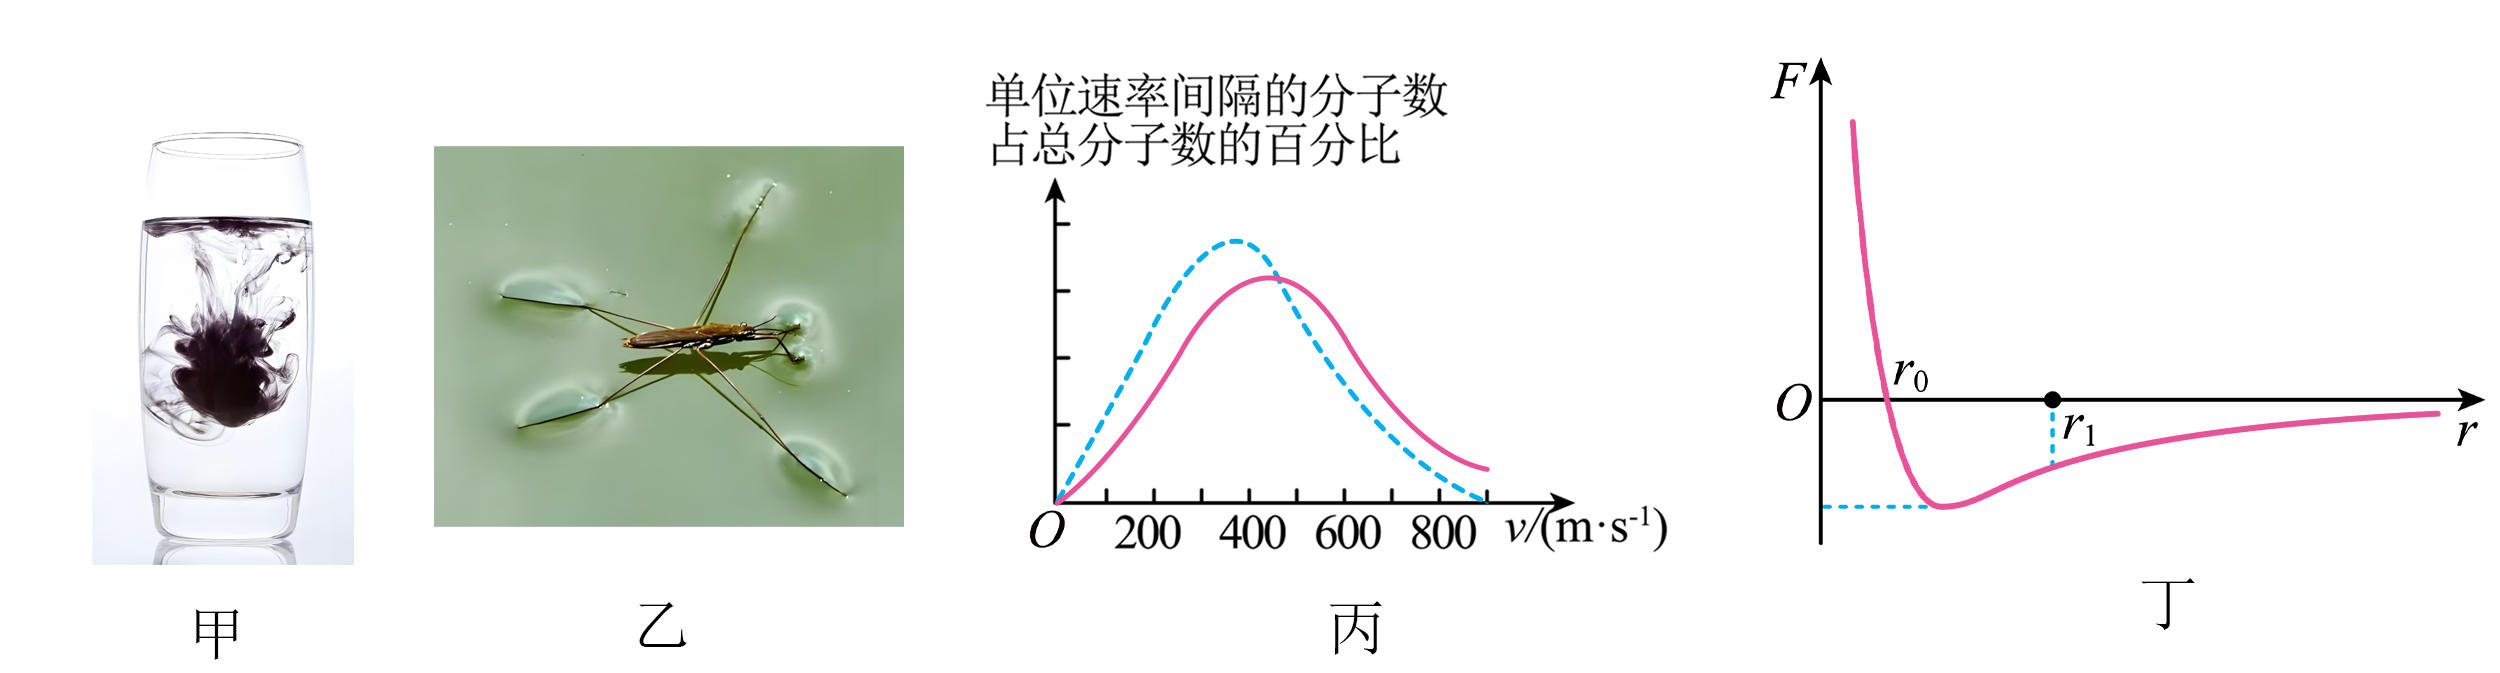 单位速率间隔的分子数
占总分子数的百分比
O 200 400 600 800 v/(m·s⁻¹)
F
O
r₀
r₁
r
甲 乙 丙 丁